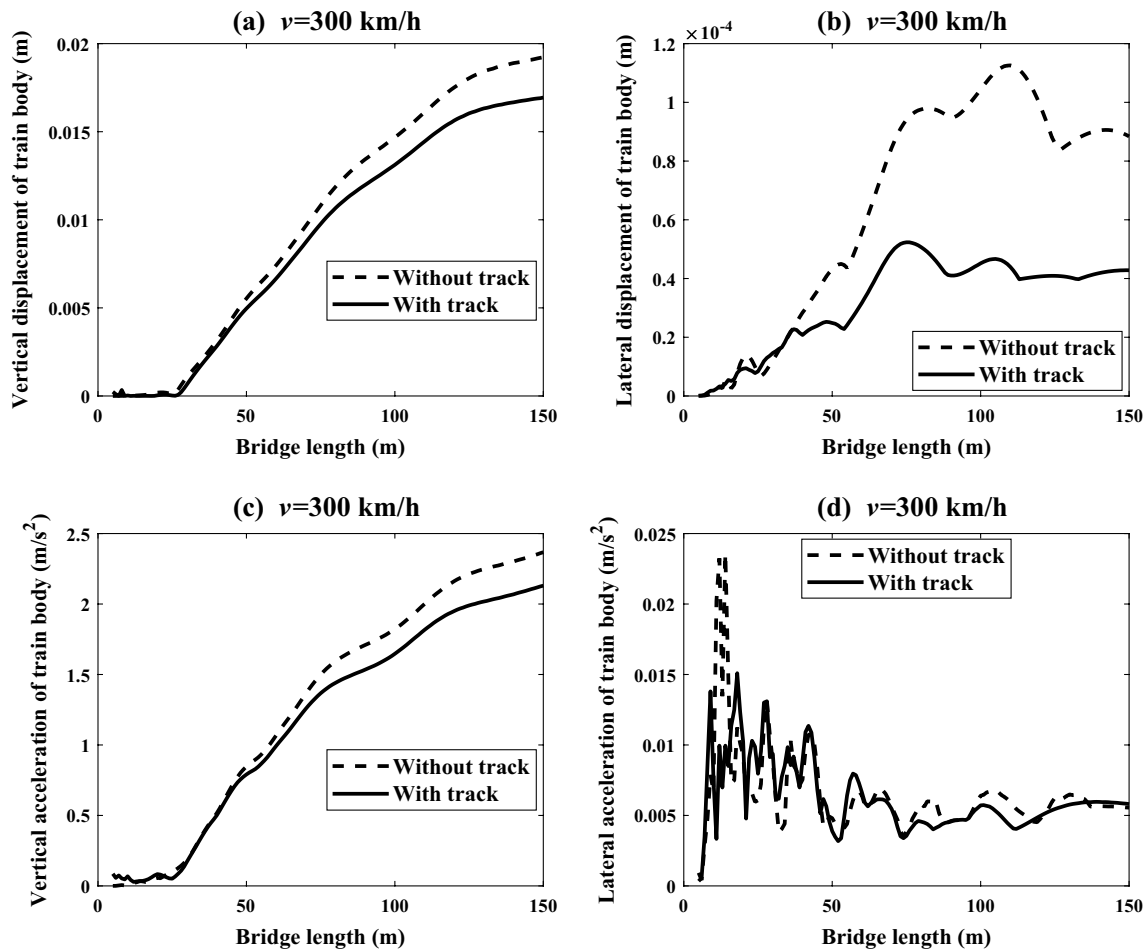 (a) v=300 km/h
0.02
0.015
0.01
0.005
0
0 50 100 150
Vertical displacement of train body (m)
Bridge length (m)
Without track
With track
(b) v=300 km/h
×10⁻⁴
1.2
1
0.8
0.6
0.4
0.2
0
0 50 100 150
Lateral displacement of train body (m)
Bridge length (m)
Without track
With track
(c) v=300 km/h
2.5
2
1.5
1
0.5
0
0 50 100 150
Vertical acceleration of train body (m/s²)
Bridge length (m)
Without track
With track
(d) v=300 km/h
0.025
0.02
0.015
0.01
0.005
0
0 50 100 150
Lateral acceleration of train body (m/s²)
Bridge length (m)
Without track
With track